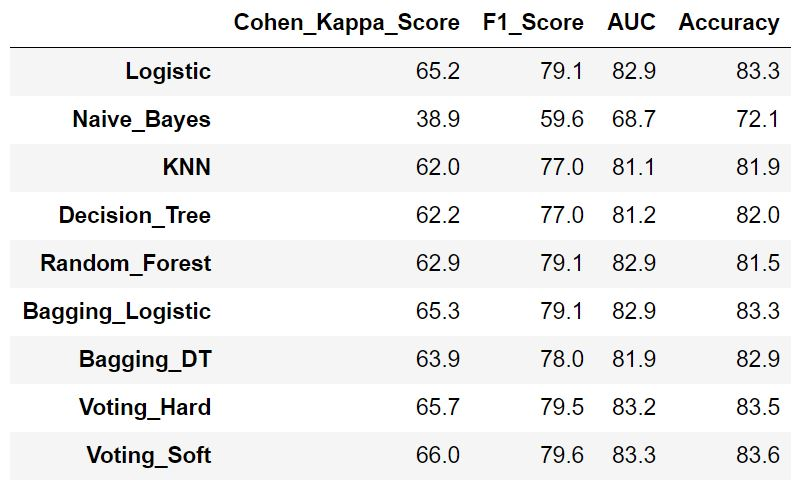 Cohen_Kappa_Score F1_Score AUC Accuracy
Logistic 65.2 79.1 82.9 83.3
Naive_Bayes 38.9 59.6 68.7 72.1
KNN 62.0 77.0 81.1 81.9
Decision_Tree 62.2 77.0 81.2 82.0
Random_Forest 62.9 79.1 82.9 81.5
Bagging_Logistic 65.3 79.1 82.9 83.3
Bagging_DT 63.9 78.0 81.9 82.9
Voting_Hard 65.7 79.5 83.2 83.5
Voting_Soft 66.0 79.6 83.3 83.6